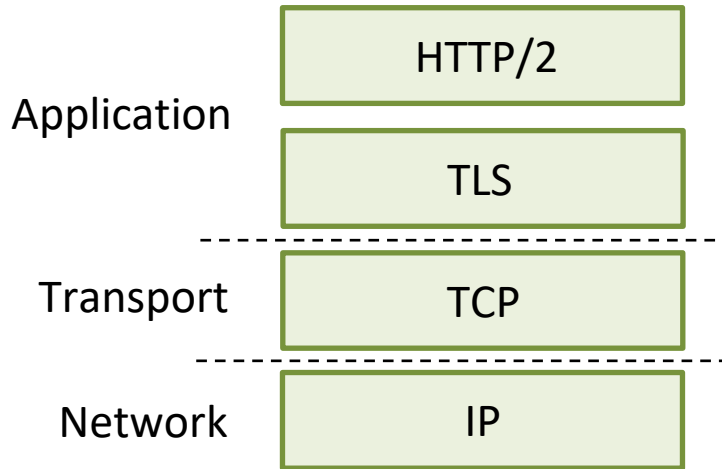 HTTP/2
Application
TLS
Transport
TCP
Network
IP